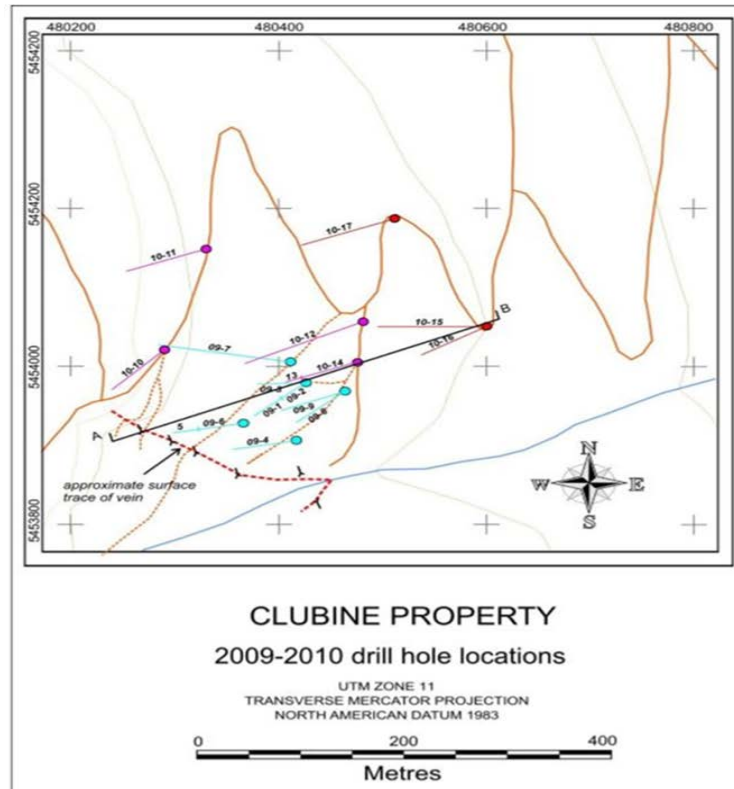 480200 480400 480600 480800
5454200
10-17
10-11
5454200
B
10-15
10-12
10-16
09-7
5454000
10-14
10-10
13
09-3
09-2
09-1
09-9
09-8
5 09-6
A
09-4
approximate surface
trace of vein
N
W E
S
5453800
CLUBINE PROPERTY
2009-2010 drill hole locations
UTM ZONE 11
TRANSVERSE MERCATOR PROJECTION
NORTH AMERICAN DATUM 1983
0 200 400
Metres